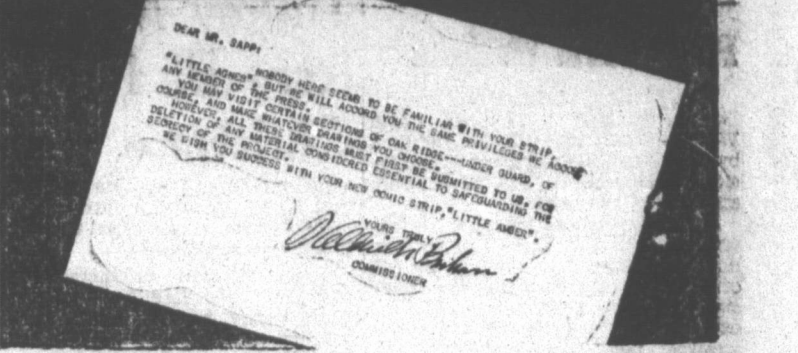 DEAR MR. SAPP:
NOBODY HERE SEEMS TO BE FAMILIAR WITH YOUR STRIP,
"LITTLE AGNES", BUT WE WILL ACCORD YOU THE SAME PRIVILEGES WE ACCORD
ANY MEMBER OF THE PRESS.
YOU MAY VISIT CERTAIN SECTIONS OF OAK RIDGE---UNDER GUARD, OF
COURSE, AND MAKE WHATEVER DRAWINGS YOU CHOOSE.
HOWEVER, ALL THESE DRAWINGS MUST FIRST BE SUBMITTED TO US, FOR
DELETION OF ANY MATERIAL CONSIDERED ESSENTIAL TO SAFEGUARDING THE
SECRECY OF THE PROJECT.
WE WISH YOU SUCCESS WITH YOUR NEW COMIC STRIP, "LITTLE AMBER".
YOURS TRULY
COMMISSIONER